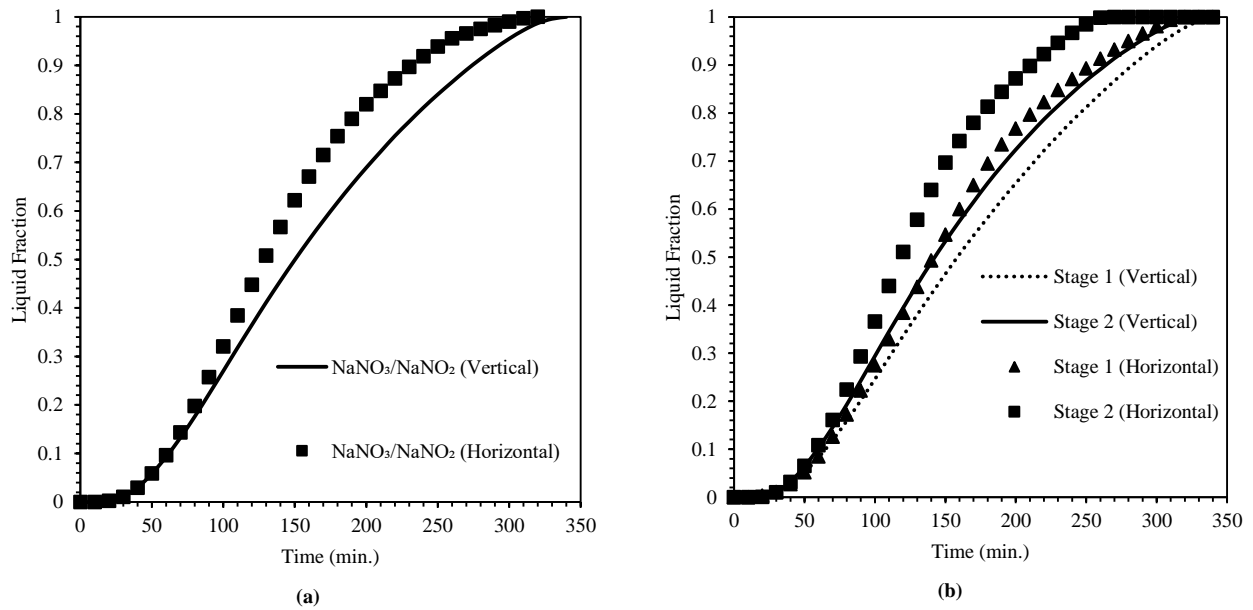 1
0.9
0.8
0.7
0.6
0.5
0.4
0.3
0.2
0.1
0
Liquid Fraction
NaNO₃/NaNO₂ (Vertical)
NaNO₃/NaNO₂ (Horizontal)
0 50 100 150 200 250 300 350
Time (min.)
(a)
1
0.9
0.8
0.7
0.6
0.5
0.4
0.3
0.2
0.1
0
Liquid Fraction
Stage 1 (Vertical)
Stage 2 (Vertical)
Stage 1 (Horizontal)
Stage 2 (Horizontal)
0 50 100 150 200 250 300 350
Time (min.)
(b)